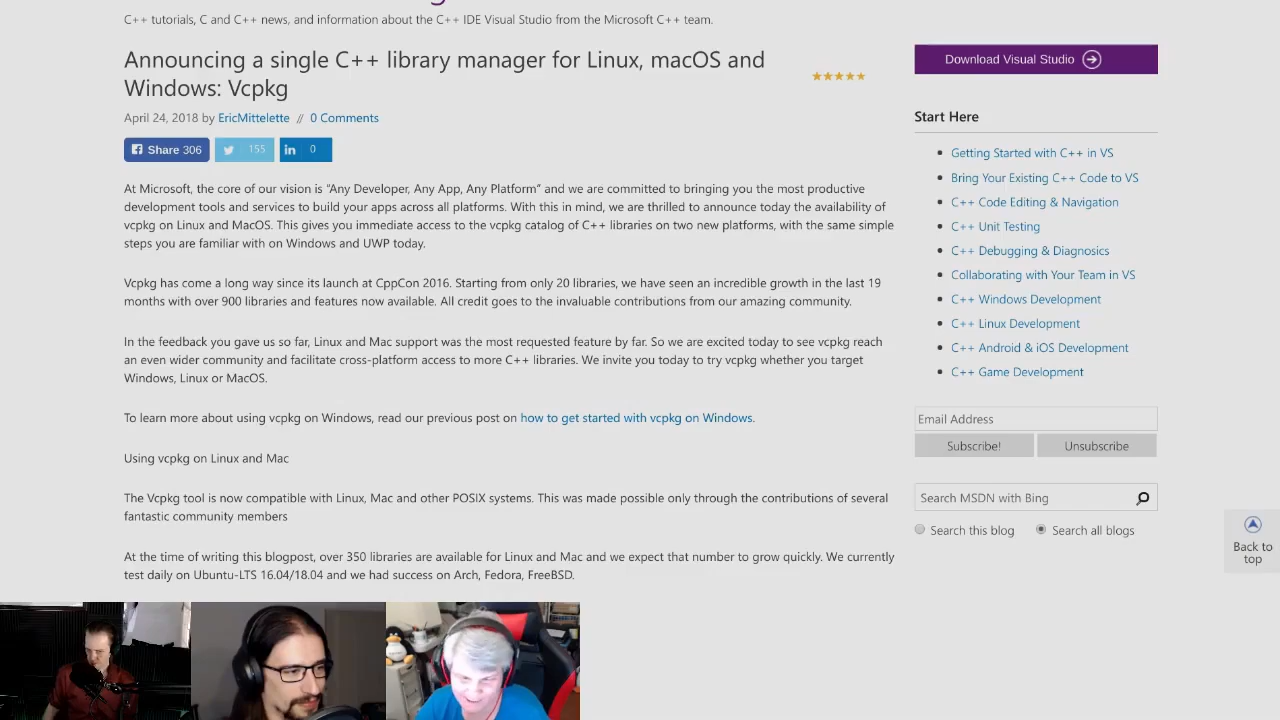 C++ tutorials, C and C++ news, and information about the C++ IDE Visual Studio from the Microsoft C++ team.
Announcing a single C++ library manager for Linux, macOS and
Windows: Vcpkg
April 24, 2018 by EricMittelette // 0 Comments
Share 306
155
0
At Microsoft, the core of our vision is “Any Developer, Any App, Any Platform” and we are committed to bringing you the most productive
development tools and services to build your apps across all platforms. With this in mind, we are thrilled to announce today the availability of
vcpkg on Linux and MacOS. This gives you immediate access to the vcpkg catalog of C++ libraries on two new platforms, with the same simple
steps you are familiar with on Windows and UWP today.
Vcpkg has come a long way since its launch at CppCon 2016. Starting from only 20 libraries, we have seen an incredible growth in the last 19
months with over 900 libraries and features now available. All credit goes to the invaluable contributions from our amazing community.
In the feedback you gave us so far, Linux and Mac support was the most requested feature by far. So we are excited today to see vcpkg reach
an even wider community and facilitate cross-platform access to more C++ libraries. We invite you today to try vcpkg whether you target
Windows, Linux or MacOS.
To learn more about using vcpkg on Windows, read our previous post on how to get started with vcpkg on Windows.
Using vcpkg on Linux and Mac
The Vcpkg tool is now compatible with Linux, Mac and other POSIX systems. This was made possible only through the contributions of several
fantastic community members
At the time of writing this blogpost, over 350 libraries are available for Linux and Mac and we expect that number to grow quickly. We currently
test daily on Ubuntu-LTS 16.04/18.04 and we had success on Arch, Fedora, FreeBSD.
Download Visual Studio
Start Here
Getting Started with C++ in VS
Bring Your Existing C++ Code to VS
C++ Code Editing & Navigation
C++ Unit Testing
C++ Debugging & Diagnosics
Collaborating with Your Team in VS
C++ Windows Development
C++ Linux Development
C++ Android & iOS Development
C++ Game Development
Email Address
Subscribe! Unsubscribe
Search MSDN with Bing
Search this blog Search all blogs
Back to
top